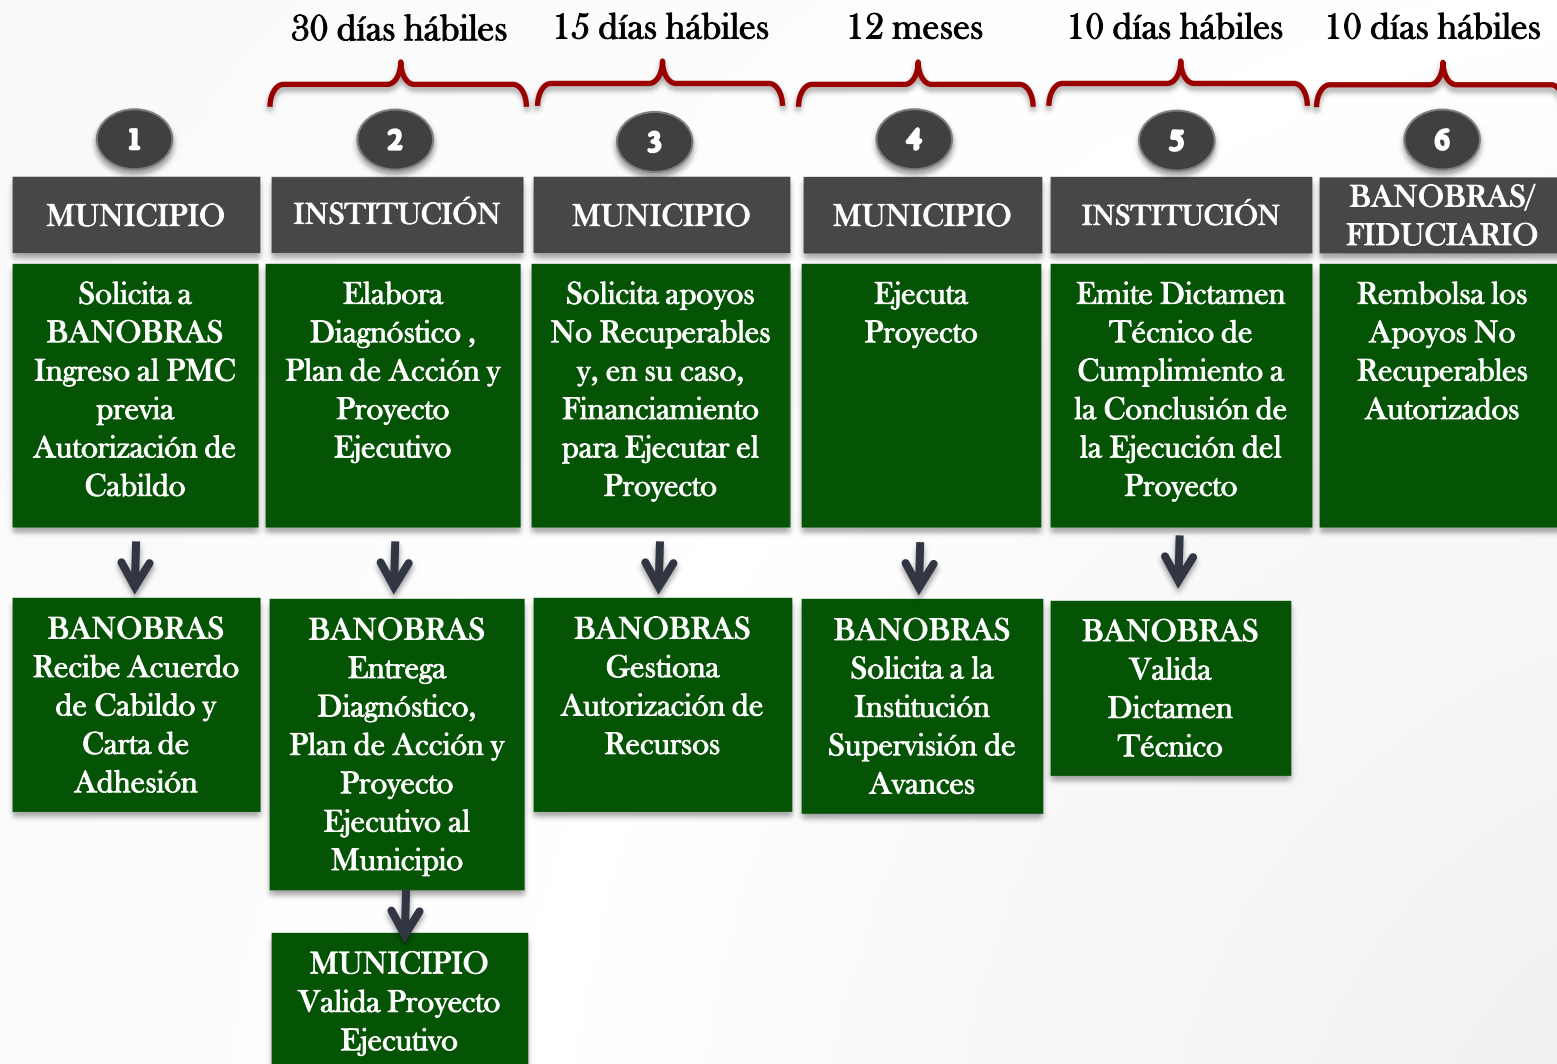 30 días hábiles
15 días hábiles
12 meses
10 días hábiles
10 días hábiles
1
MUNICIPIO
Solicita a
BANOBRAS
Ingreso al PMC
previa
Autorización de
Cabildo
BANOBRAS
Recibe Acuerdo
de Cabildo y
Carta de
Adhesión
2
INSTITUCIÓN
Elabora
Diagnóstico ,
Plan de Acción y
Proyecto
Ejecutivo
BANOBRAS
Entrega
Diagnóstico,
Plan de Acción y
Proyecto
Ejecutivo al
Municipio
MUNICIPIO
Valida Proyecto
Ejecutivo
3
MUNICIPIO
Solicita apoyos
No Recuperables
y, en su caso,
Financiamiento
para Ejecutar el
Proyecto
BANOBRAS
Gestiona
Autorización de
Recursos
4
MUNICIPIO
Ejecuta
Proyecto
BANOBRAS
Solicita a la
Institución
Supervisión de
Avances
5
INSTITUCIÓN
Emite Dictamen
Técnico de
Cumplimiento a
la Conclusión de
la Ejecución del
Proyecto
BANOBRAS
Valida
Dictamen
Técnico
6
BANOBRAS/
FIDUCIARIO
Rembolsa los
Apoyos No
Recuperables
Autorizados